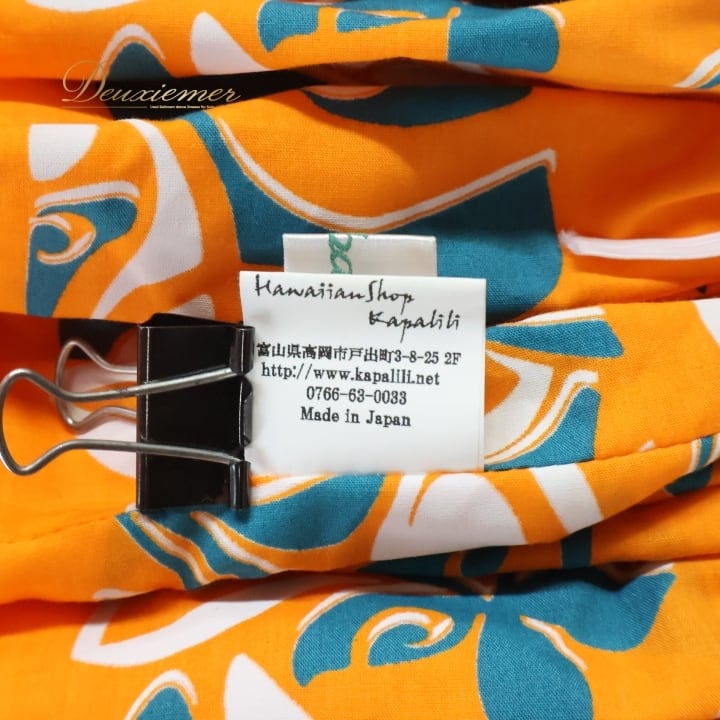 Deuxiemer
HawaiianShop
Kapalili
富山県高岡市戸出町3-8-25 2F
http://www.kapalili.net
0766-63-0033
Made in Japan